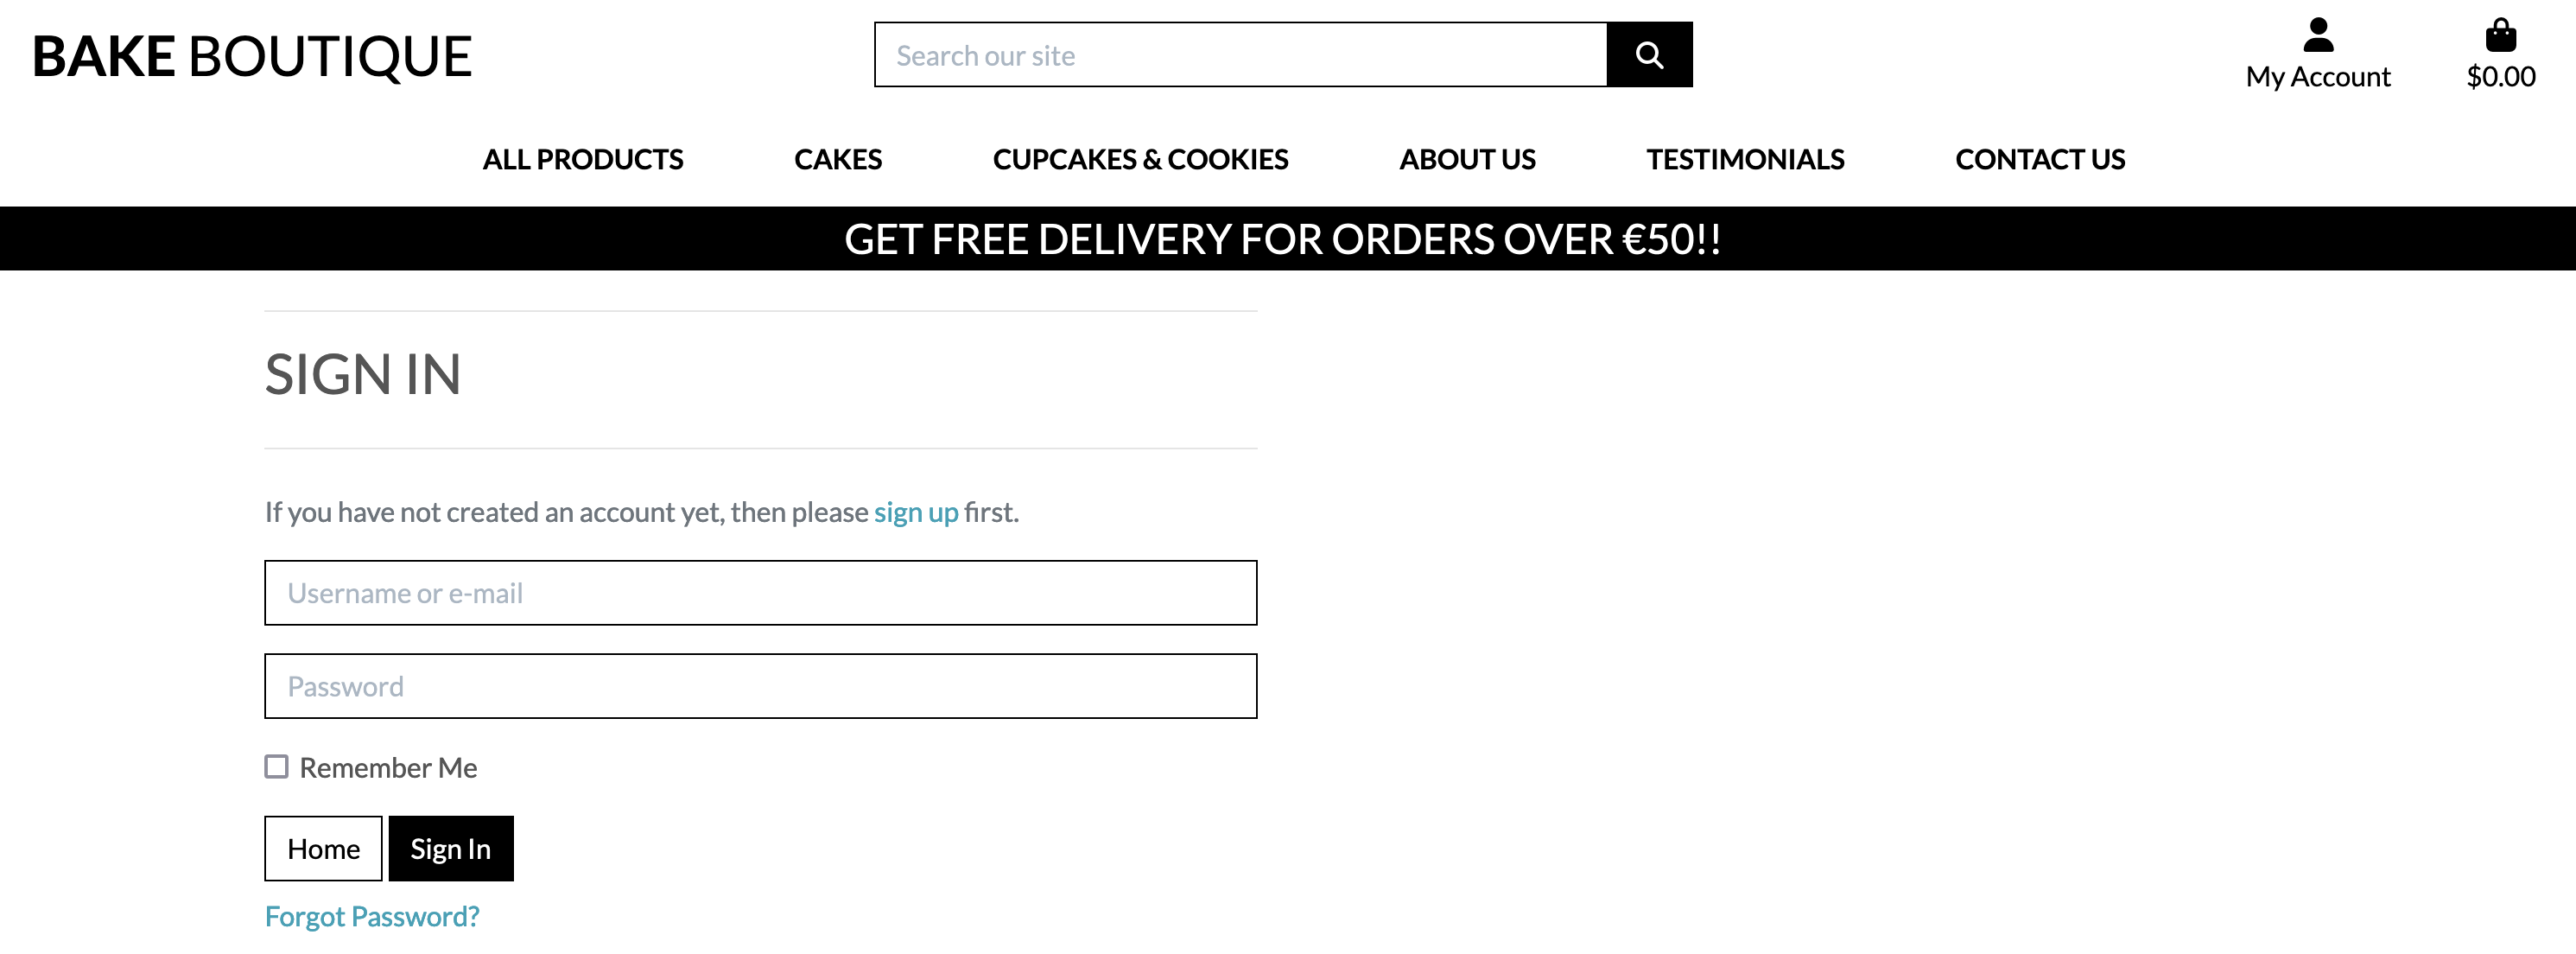 BAKE BOUTIQUE
Search our site
My Account
$0.00
ALL PRODUCTS
CAKES
CUPCAKES & COOKIES
ABOUT US
TESTIMONIALS
CONTACT US
GET FREE DELIVERY FOR ORDERS OVER €50!!
SIGN IN
If you have not created an account yet, then please sign up first.
Username or e-mail
Password
Remember Me
Home
Sign In
Forgot Password?